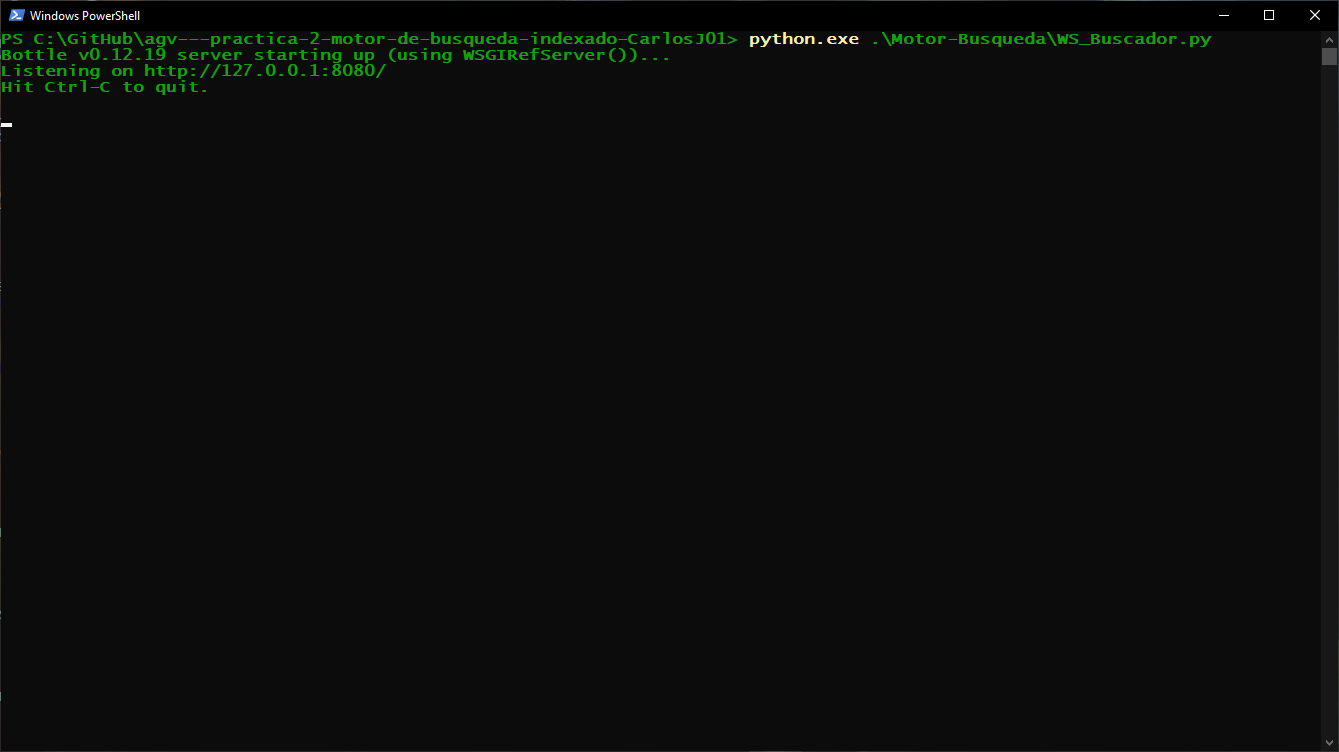 Windows PowerShell
PS C:\GitHub\agv---practica-2-motor-de-busqueda-indexado-CarlosJ01> python.exe .\Motor-Busqueda\WS_Buscador.py
Bottle v0.12.19 server starting up (using WSGIRefServer())...
Listening on http://127.0.0.1:8080/
Hit Ctrl-C to quit.